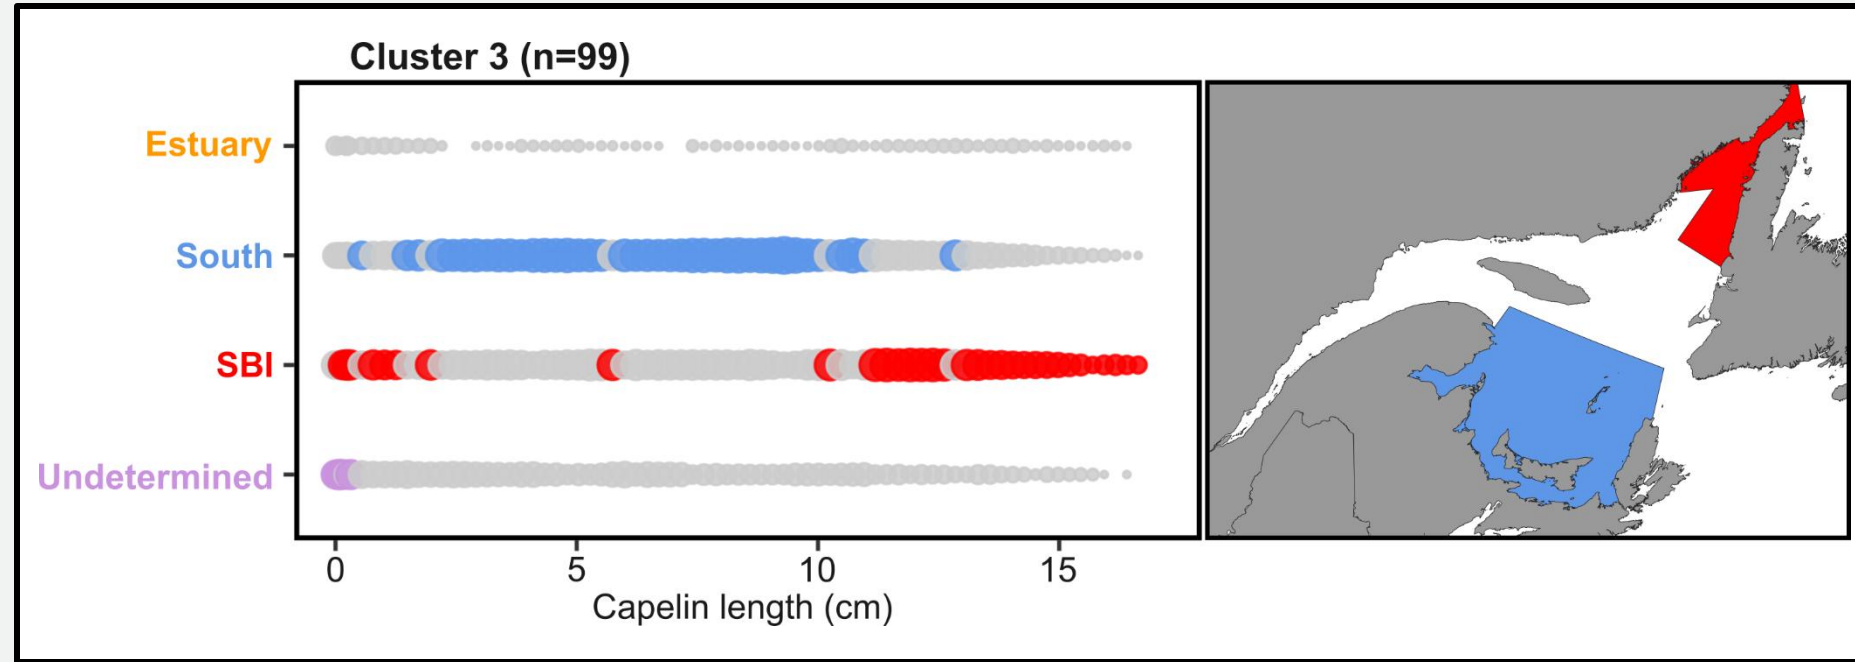 Cluster 3 (n=99)
Estuary
South
SBI
Undetermined
0 5 10 15
Capelin length (cm)